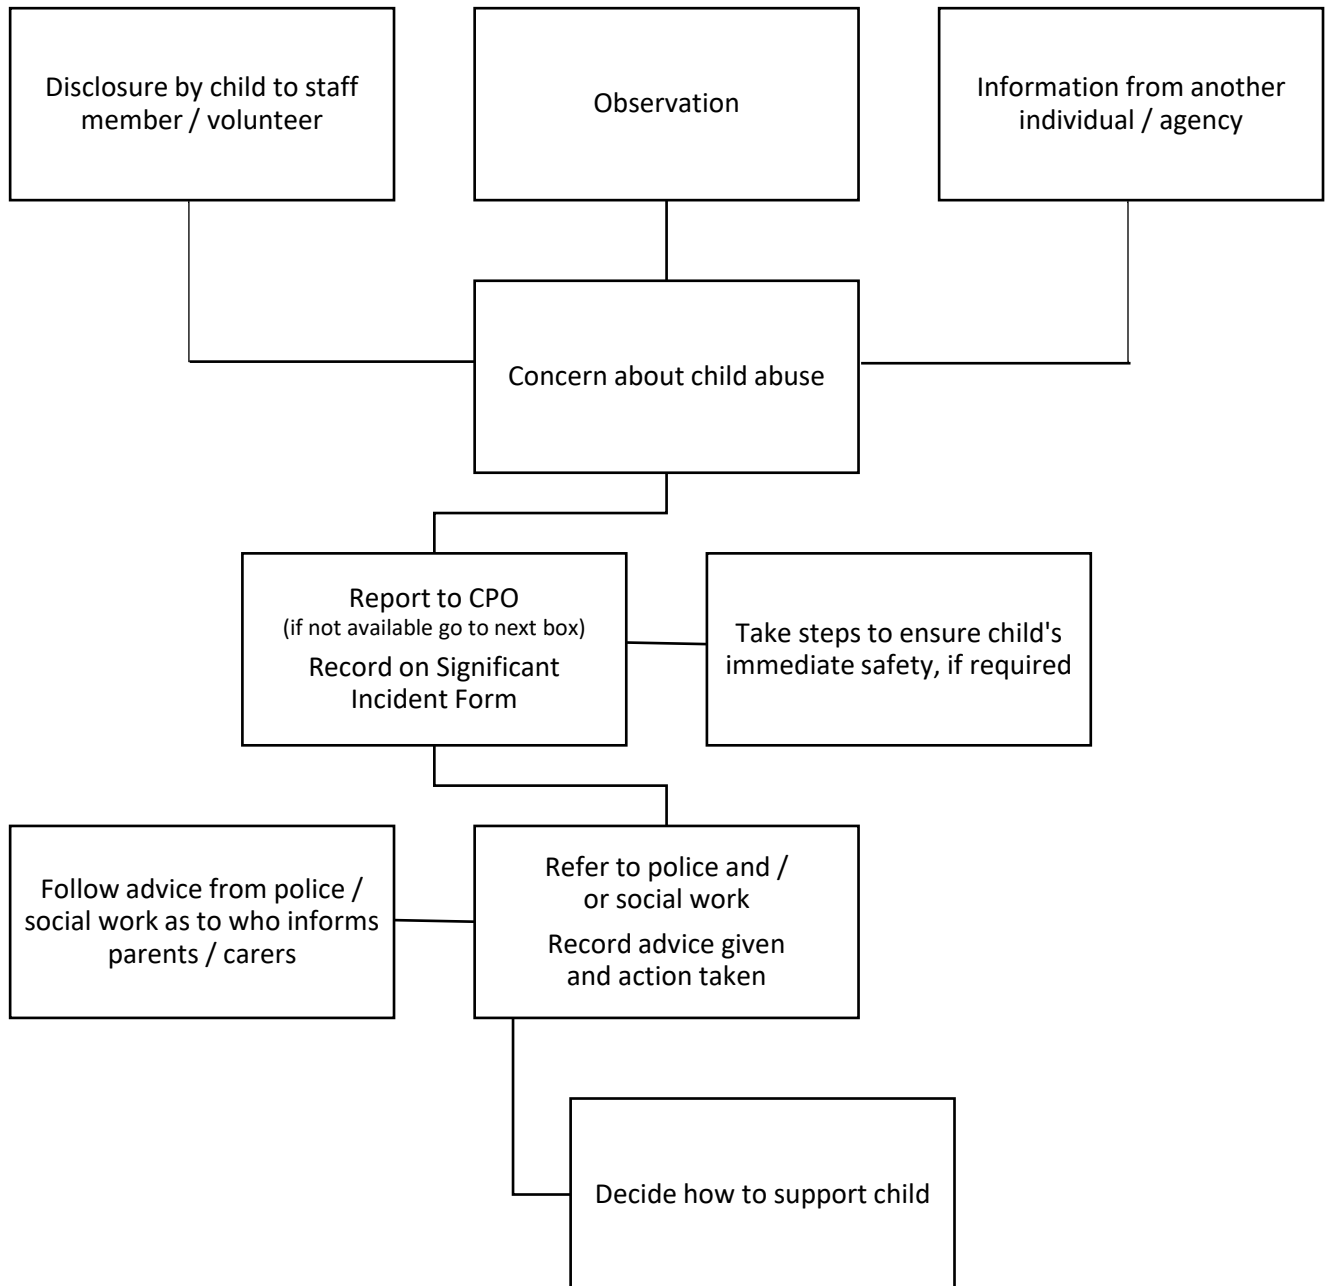 Disclosure by child to staff
member / volunteer
Observation
Information from another
individual / agency
Concern about child abuse
Report to CPO
(if not available go to next box)
Record on Significant
Incident Form
Take steps to ensure child's
immediate safety, if required
Follow advice from police /
social work as to who informs
parents / carers
Refer to police and /
or social work
Record advice given
and action taken
Decide how to support child